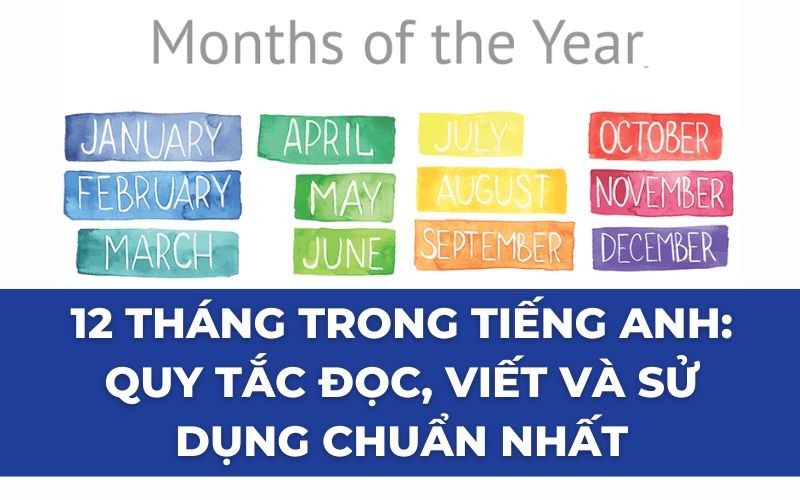 Months of the Year
JANUARY
FEBRUARY
MARCH
APRIL
MAY
JUNE
JULY
AUGUST
SEPTEMBER
OCTOBER
NOVEMBER
DECEMBER
12 THÁNG TRONG TIẾNG ANH:
QUY TẮC ĐỌC, VIẾT VÀ SỬ
DỤNG CHUẨN NHẤT